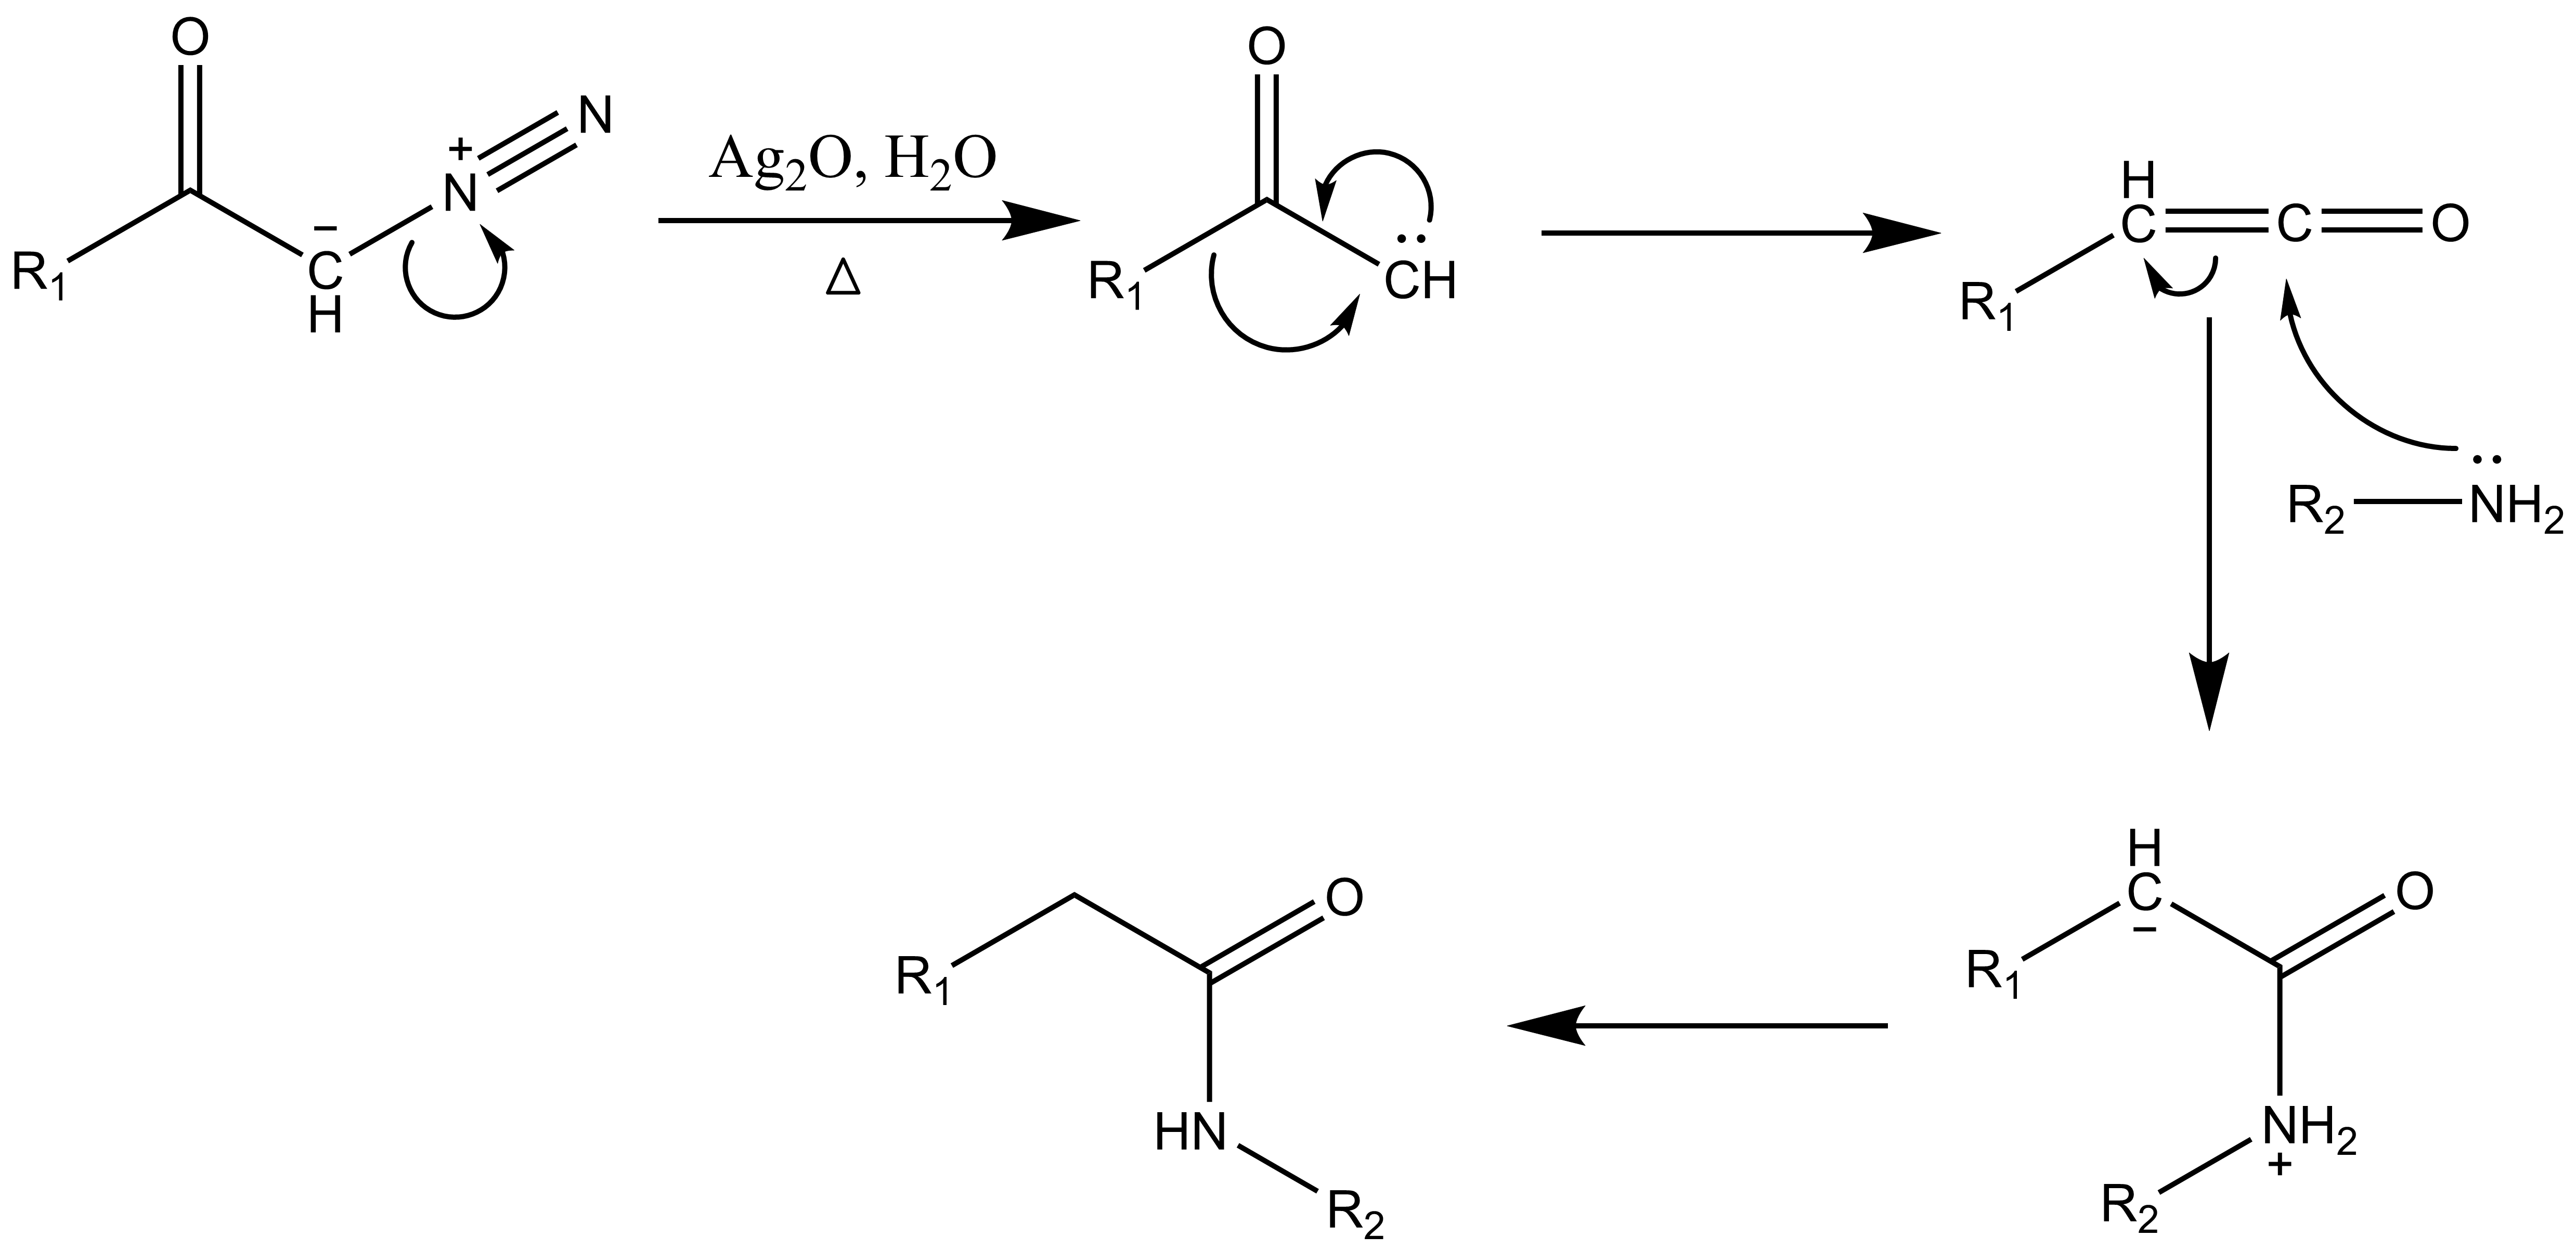 O
R₁
C̄
H
N⁺
N
Ag₂O, H₂O
Δ
O
R₁
CH
H
R₁
C
C
O
R₂
NH₂
H
C
−
O
R₁
NH₂
+
R₂
R₁
O
HN
R₂